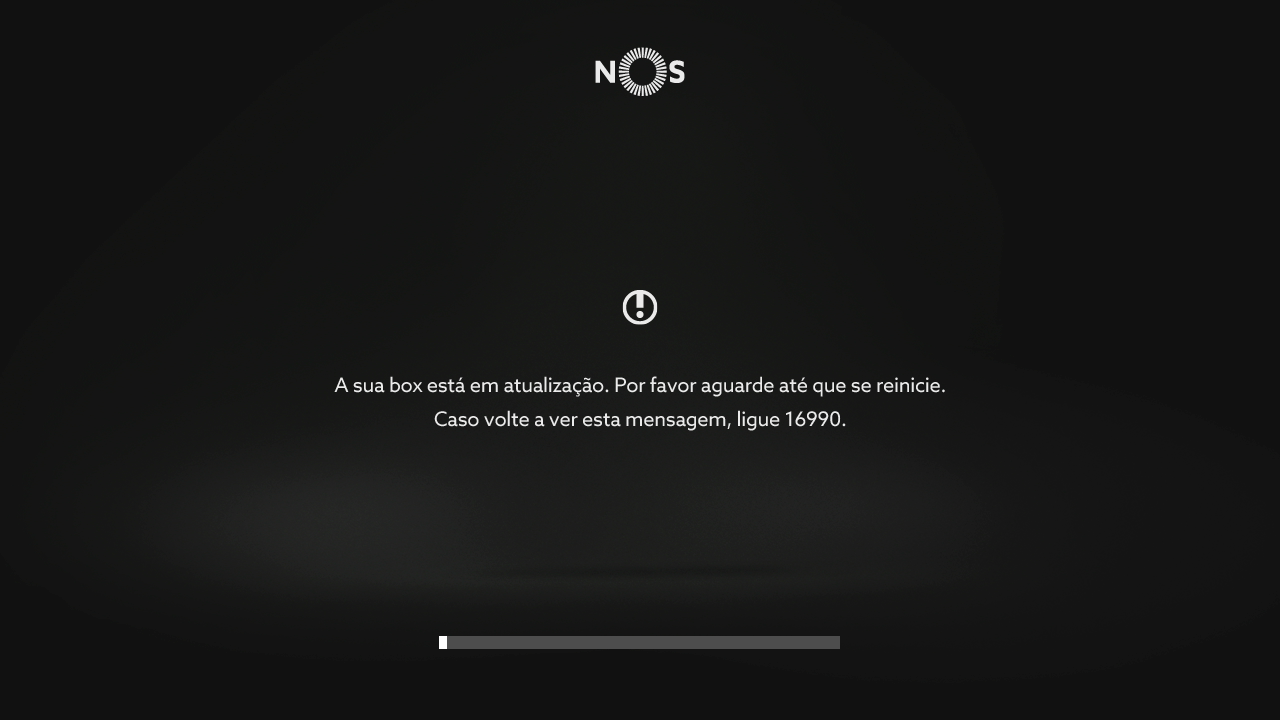 NOS
A sua box está em atualização. Por favor aguarde até que se reinicie.
Caso volte a ver esta mensagem, ligue 16990.